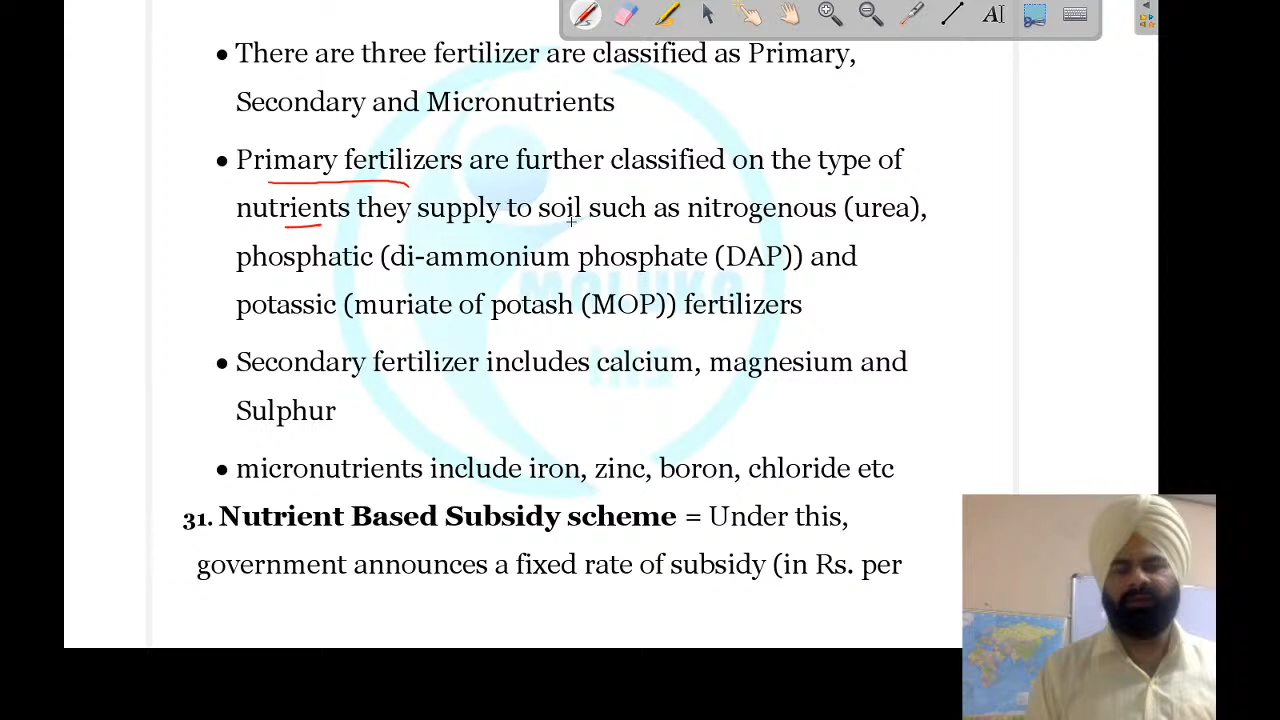 • There are three fertilizer are classified as Primary,
Secondary and Micronutrients
• Primary fertilizers are further classified on the type of
nutrients they supply to soil such as nitrogenous (urea),
phosphatic (di-ammonium phosphate (DAP)) and
potassic (muriate of potash (MOP)) fertilizers
• Secondary fertilizer includes calcium, magnesium and
Sulphur
• micronutrients include iron, zinc, boron, chloride etc
31. Nutrient Based Subsidy scheme = Under this,
government announces a fixed rate of subsidy (in Rs. per